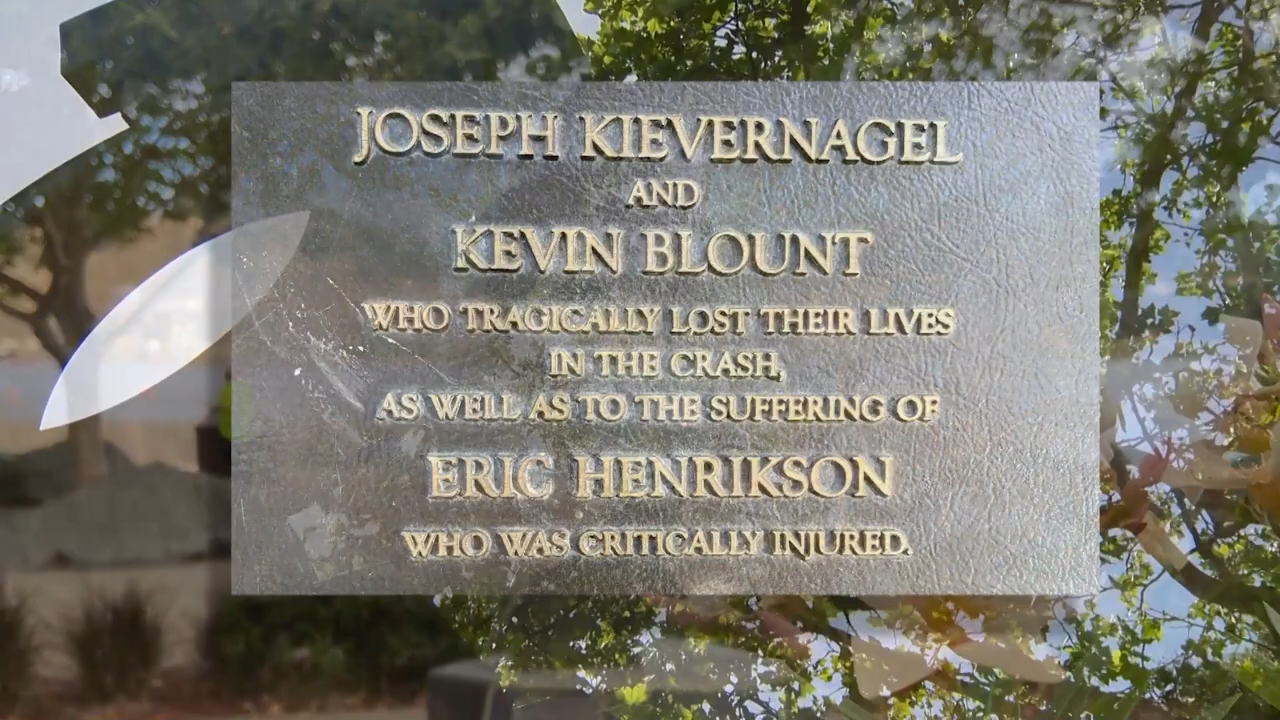 JOSEPH KIEVERNAGEL
AND
KEVIN BLOUNT
WHO TRAGICALLY LOST THEIR LIVES
IN THE CRASH,
AS WELL AS TO THE SUFFERING OF
ERIC HENRIKSON
WHO WAS CRITICALLY INJURED.